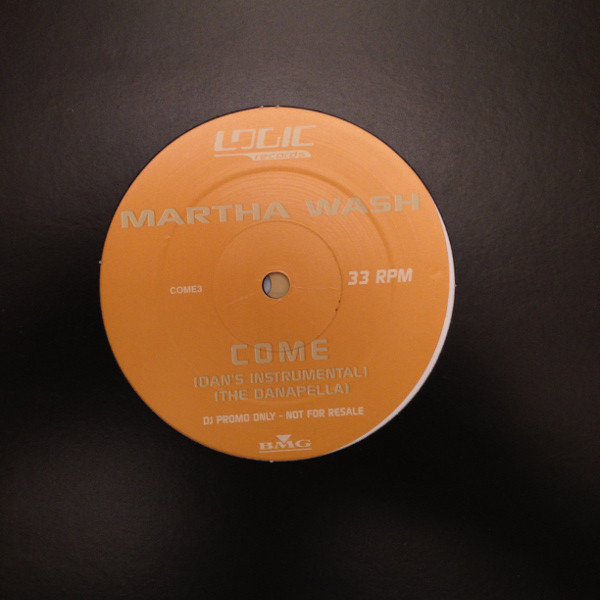 LOGIC
records
MARTHA WASH
COME3
33 RPM
COME
(DAN'S INSTRUMENTAL)
(THE DANAPELLA)
DJ PROMO ONLY - NOT FOR RESALE
BMG